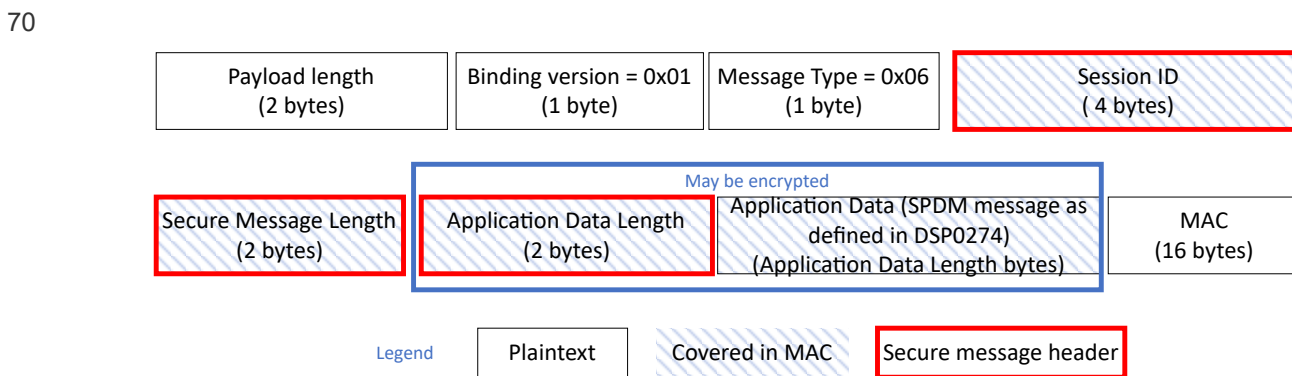 70
Payload length
(2 bytes)
Binding version = 0x01
(1 byte)
Message Type = 0x06
(1 byte)
Session ID
( 4 bytes)
May be encrypted
Secure Message Length
(2 bytes)
Application Data Length
(2 bytes)
Application Data (SPDM message as
defined in DSP0274)
(Application Data Length bytes)
MAC
(16 bytes)
Legend
Plaintext
Covered in MAC
Secure message header